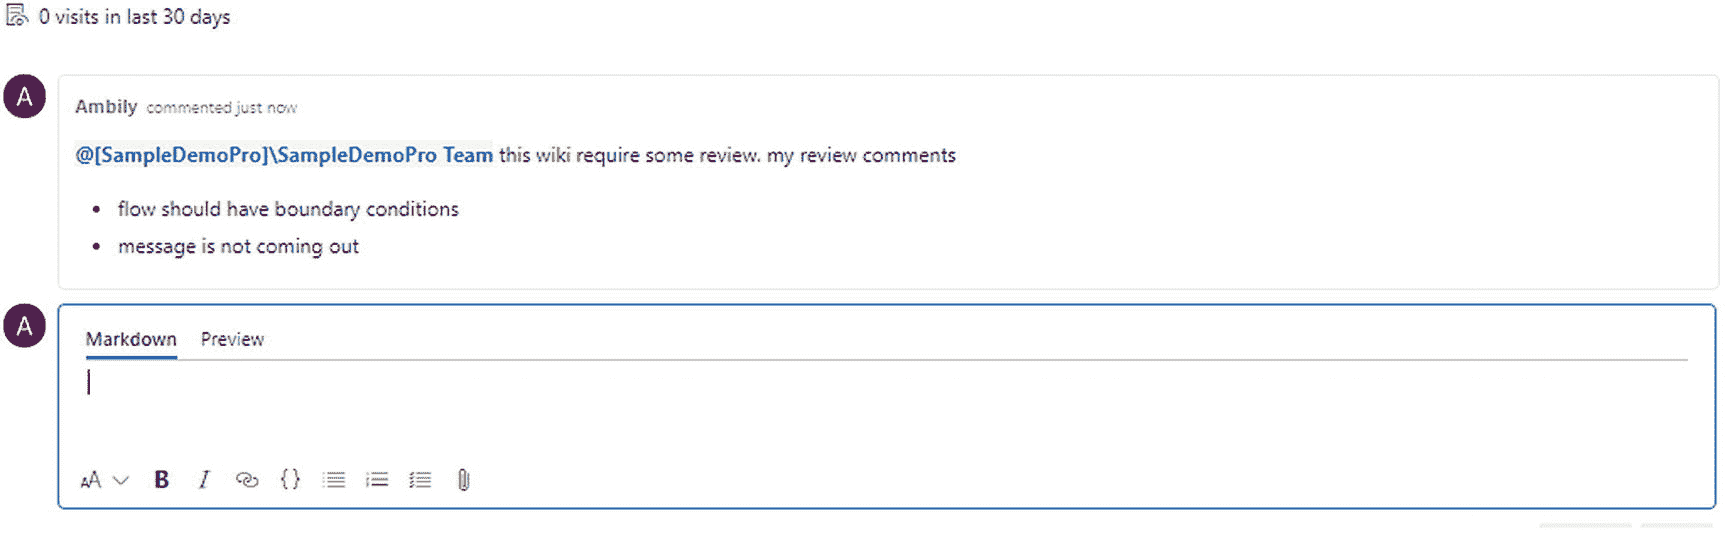 0 visits in last 30 days
A
Ambily commented just now
@[SampleDemoPro]\SampleDemoPro Team this wiki require some review. my review comments
• flow should have boundary conditions
• message is not coming out
A
Markdown Preview
AA B I {}